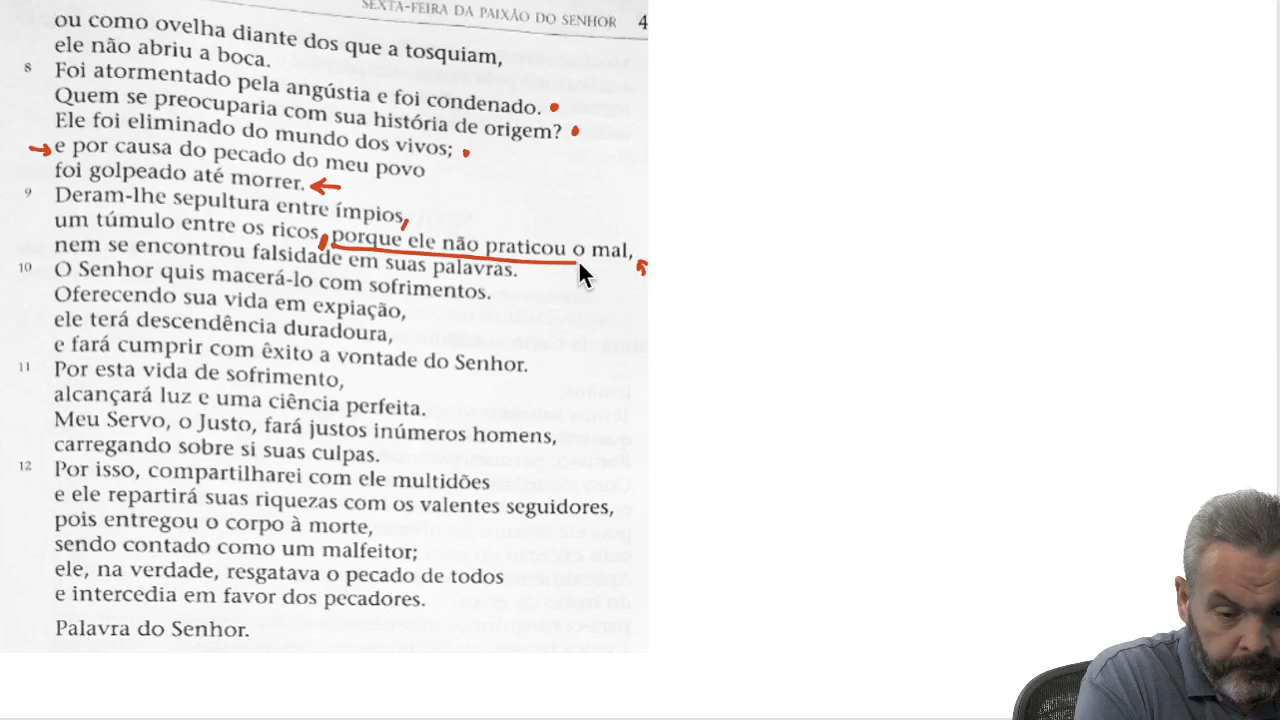 SEXTA-FEIRA DA PAIXÃO DO SENHOR 4
ou como ovelha diante dos que a tosquiam,
ele não abriu a boca.
8 Foi atormentado pela angústia e foi condenado.
Quem se preocuparia com sua história de origem?
Ele foi eliminado do mundo dos vivos;
e por causa do pecado do meu povo
foi golpeado até morrer.
9 Deram-lhe sepultura entre ímpios,
um túmulo entre os ricos, porque ele não praticou o mal,
nem se encontrou falsidade em suas palavras.
10 O Senhor quis macerá-lo com sofrimentos.
Oferecendo sua vida em expiação,
ele terá descendência duradoura,
e fará cumprir com êxito a vontade do Senhor.
11 Por esta vida de sofrimento,
alcançará luz e uma ciência perfeita.
Meu Servo, o Justo, fará justos inúmeros homens,
carregando sobre si suas culpas.
12 Por isso, compartilharei com ele multidões
e ele repartirá suas riquezas com os valentes seguidores,
pois entregou o corpo à morte,
sendo contado como um malfeitor;
ele, na verdade, resgatava o pecado de todos
e intercedia em favor dos pecadores.
Palavra do Senhor.